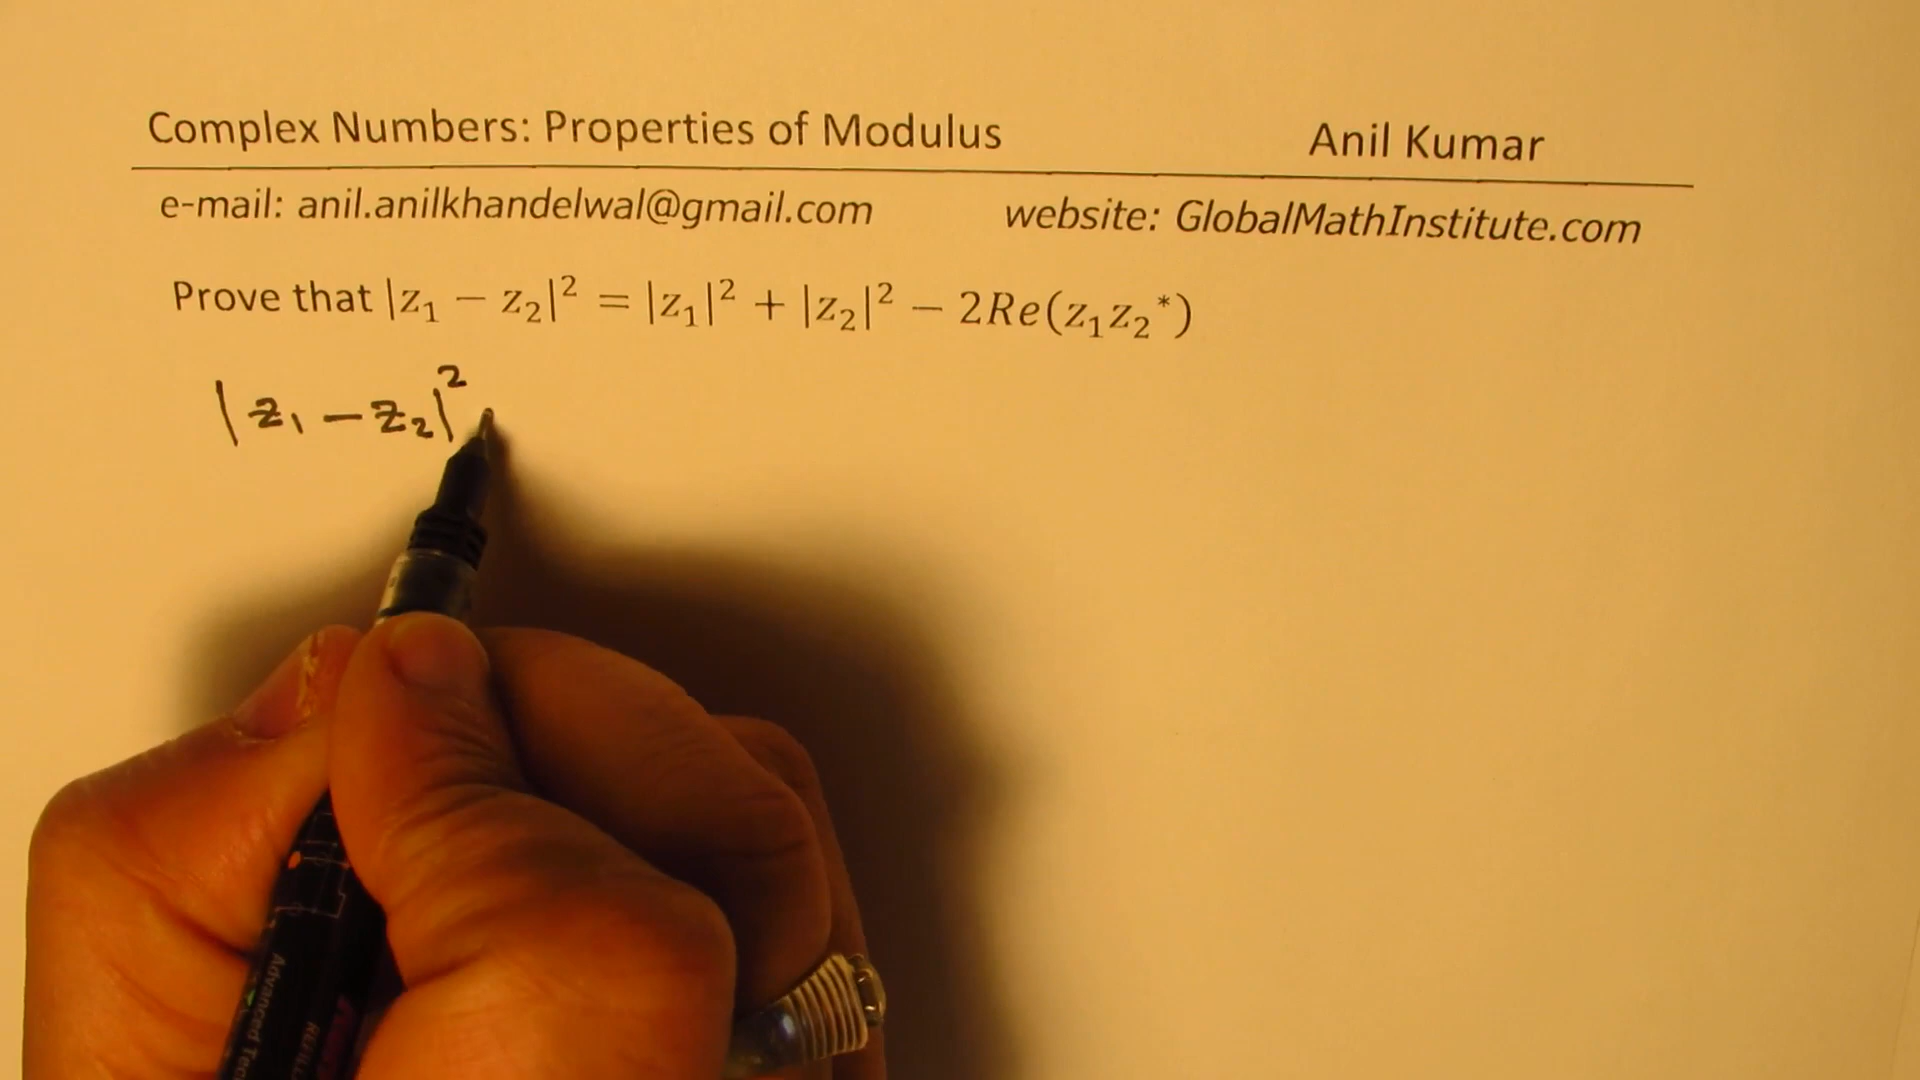 Complex Numbers: Properties of Modulus Anil Kumar
e-mail: anil.anilkhandelwal@gmail.com website: GlobalMathInstitute.com
Prove that |z₁ − z₂|² = |z₁|² + |z₂|² − 2Re(z₁z₂*)
|z₁ − z₂|²
Advanced